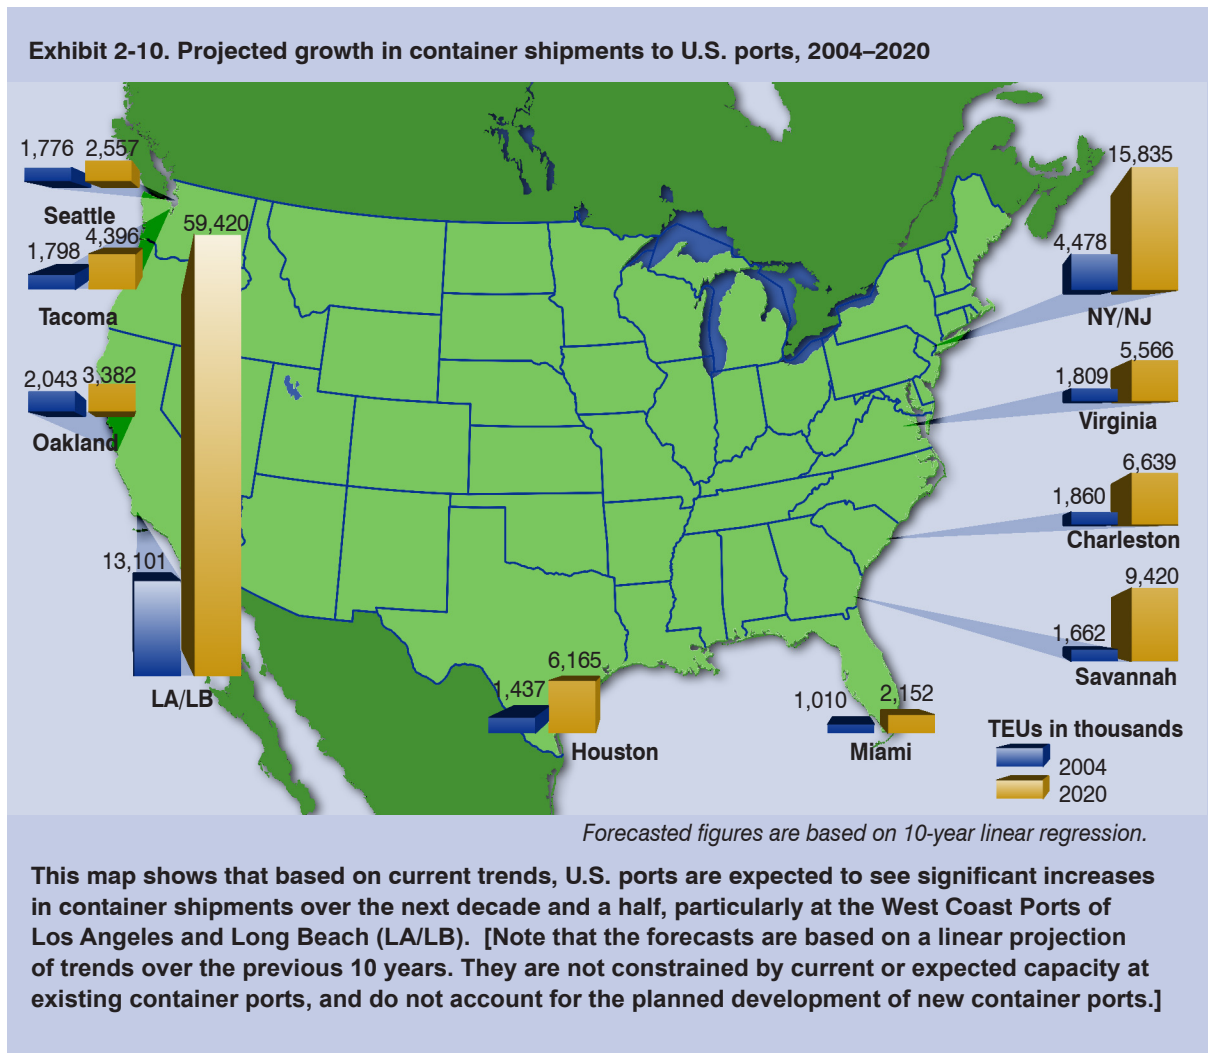 Exhibit 2-10. Projected growth in container shipments to U.S. ports, 2004–2020
1,776 2,557
Seattle
1,798 4,396
Tacoma
2,043 3,382
Oakland
13,101 59,420
LA/LB
1,437 6,165
Houston
1,010 2,152
Miami
4,478 15,835
NY/NJ
1,809 5,566
Virginia
1,860 6,639
Charleston
1,662 9,420
Savannah
TEUs in thousands
2004
2020
Forecasted figures are based on 10-year linear regression.
This map shows that based on current trends, U.S. ports are expected to see significant increases
in container shipments over the next decade and a half, particularly at the West Coast Ports of
Los Angeles and Long Beach (LA/LB). [Note that the forecasts are based on a linear projection
of trends over the previous 10 years. They are not constrained by current or expected capacity at
existing container ports, and do not account for the planned development of new container ports.]